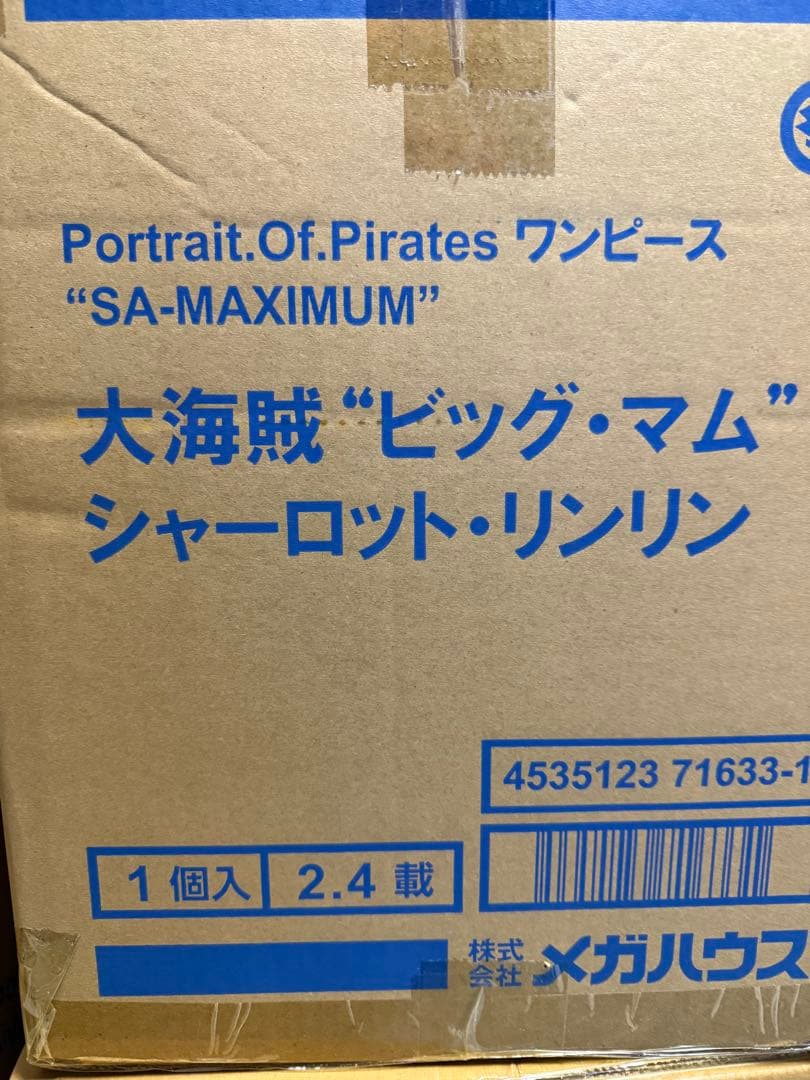 Portrait.Of.Pirates ワンピース
“SA-MAXIMUM”
大海賊“ビッグ・マム”
シャーロット・リンリン
4535123 71633-1
1 個入 2.4 載
株式会社 メガハウス